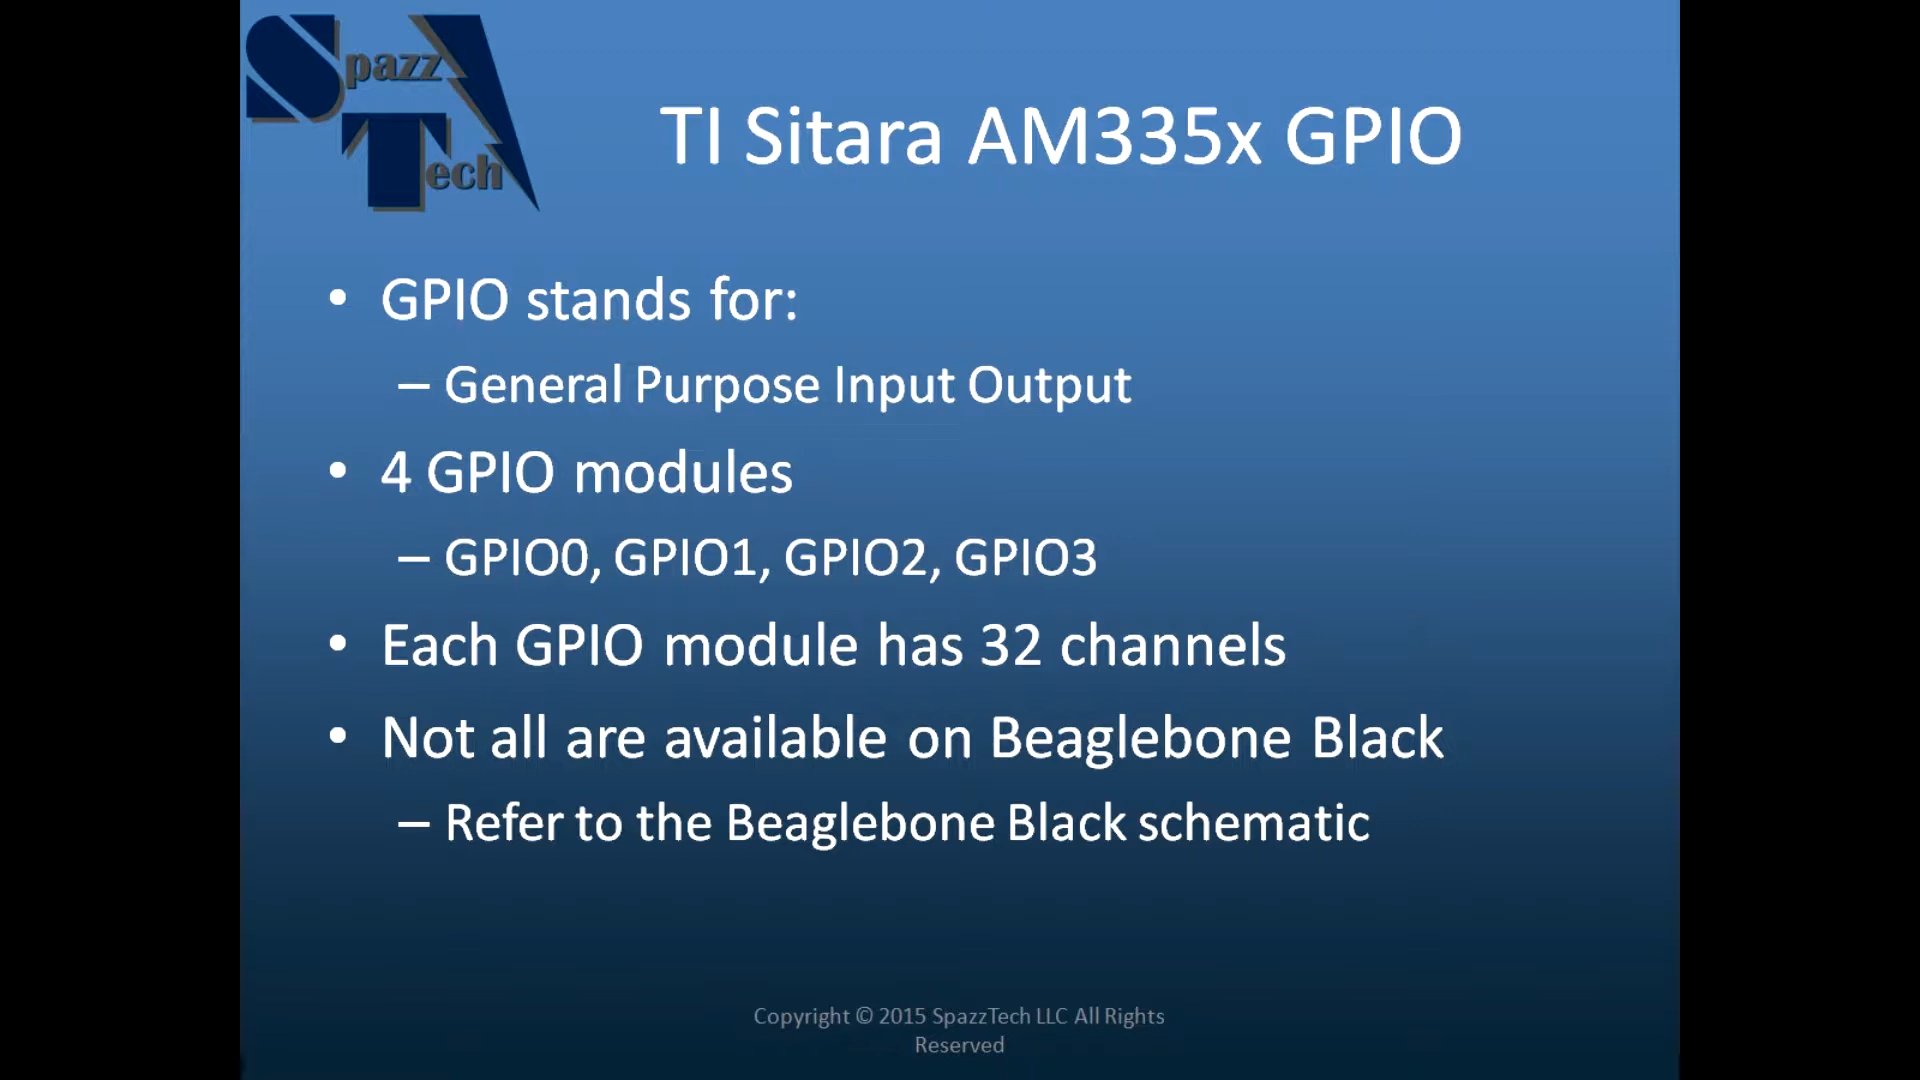 Spazz
Tech
TI Sitara AM335x GPIO
• GPIO stands for:
– General Purpose Input Output
• 4 GPIO modules
– GPIO0, GPIO1, GPIO2, GPIO3
• Each GPIO module has 32 channels
• Not all are available on Beaglebone Black
– Refer to the Beaglebone Black schematic
Copyright © 2015 SpazzTech LLC All Rights
Reserved